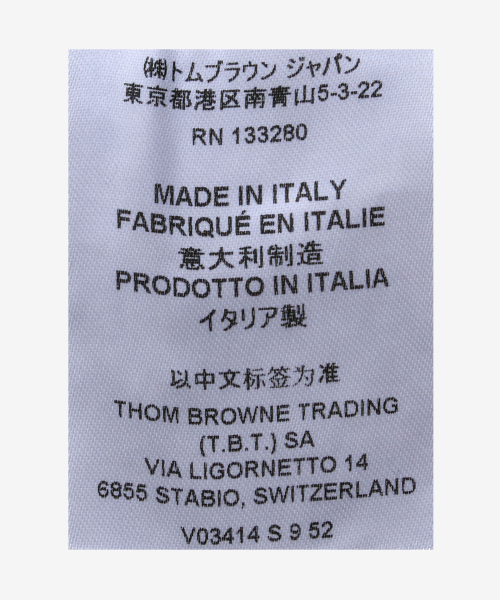 ㈱トムブラウン ジャパン
東京都港区南青山5-3-22
RN 133280
MADE IN ITALY
FABRIQUÉ EN ITALIE
意大利制造
PRODOTTO IN ITALIA
イタリア製
以中文标签为准
THOM BROWNE TRADING
(T.B.T.) SA
VIA LIGORNETTO 14
6855 STABIO, SWITZERLAND
V03414 S 9 52